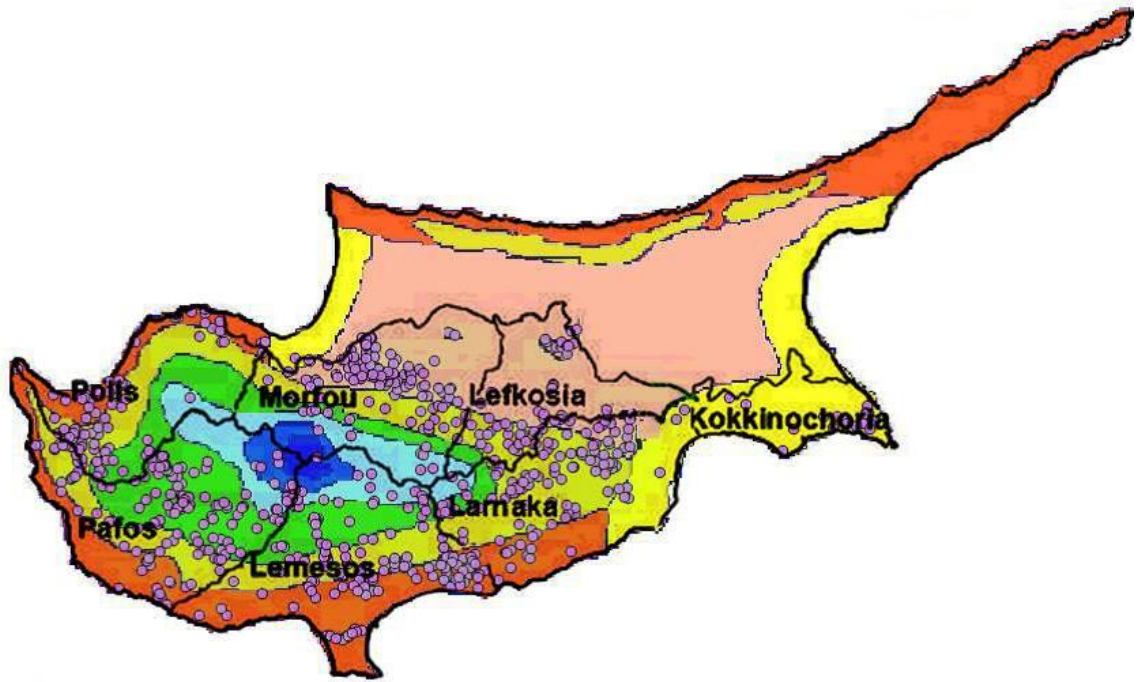 Polis
Morfou
Lefkosia
Kokkinochoria
Pafos
Larnaka
Lemesos